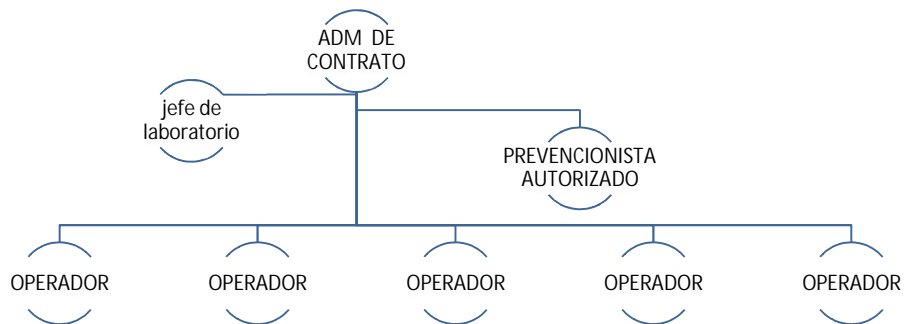 ADM DE
CONTRATO
jefe de
laboratorio
PREVENCIONISTA
AUTORIZADO
OPERADOR
OPERADOR
OPERADOR
OPERADOR
OPERADOR